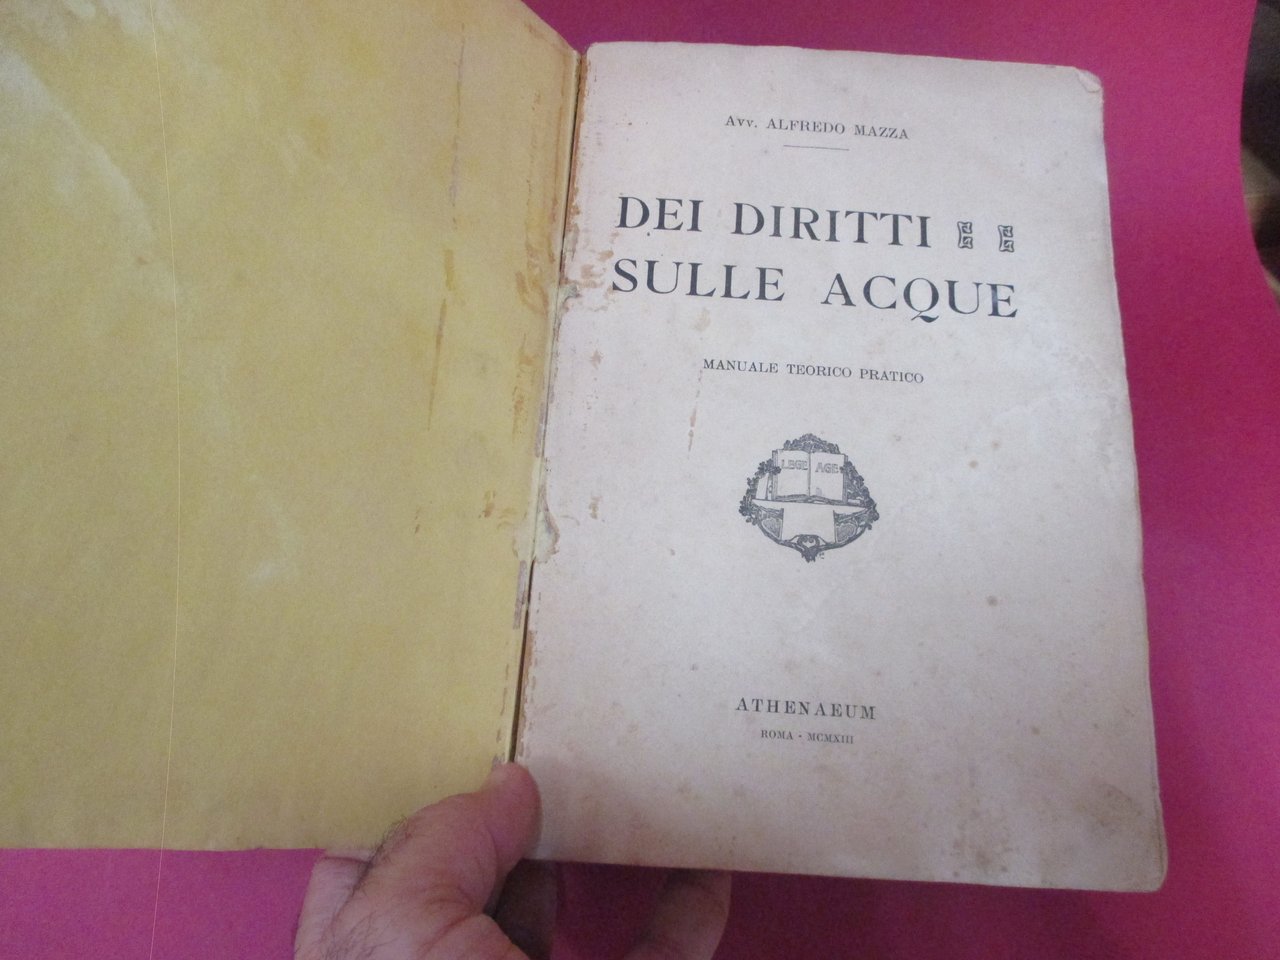 Avv. ALFREDO MAZZA
DEI DIRITTI
SULLE ACQUE
MANUALE TEORICO PRATICO
LEGE AGE
ATHENAEUM
ROMA - MCMXIII